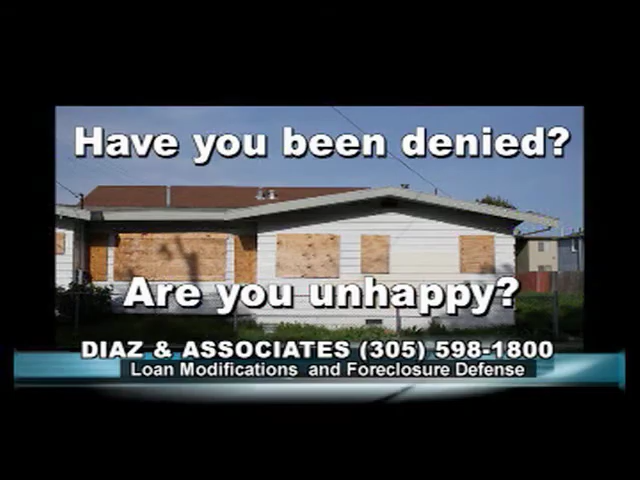 Have you been denied?
Are you unhappy?
DIAZ & ASSOCIATES (305) 598-1800
Loan Modifications and Foreclosure Defense